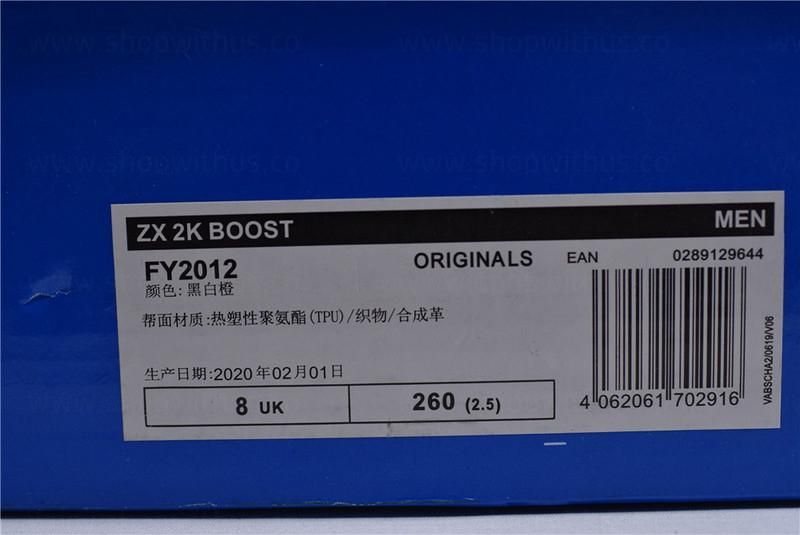 www.shopwithus.co www.shopwithus.co
www.shopwithus.co www.shopwithus.co
ZX 2K BOOST MEN
FY2012 ORIGINALS EAN 0289129644
颜色: 黑白橙
帮面材质:热塑性聚氨酯(TPU)/织物/合成革
生产日期:2020年02月01日
8 UK 260 (2.5)
4 062061 702916
VABSCHA2/0619/V06